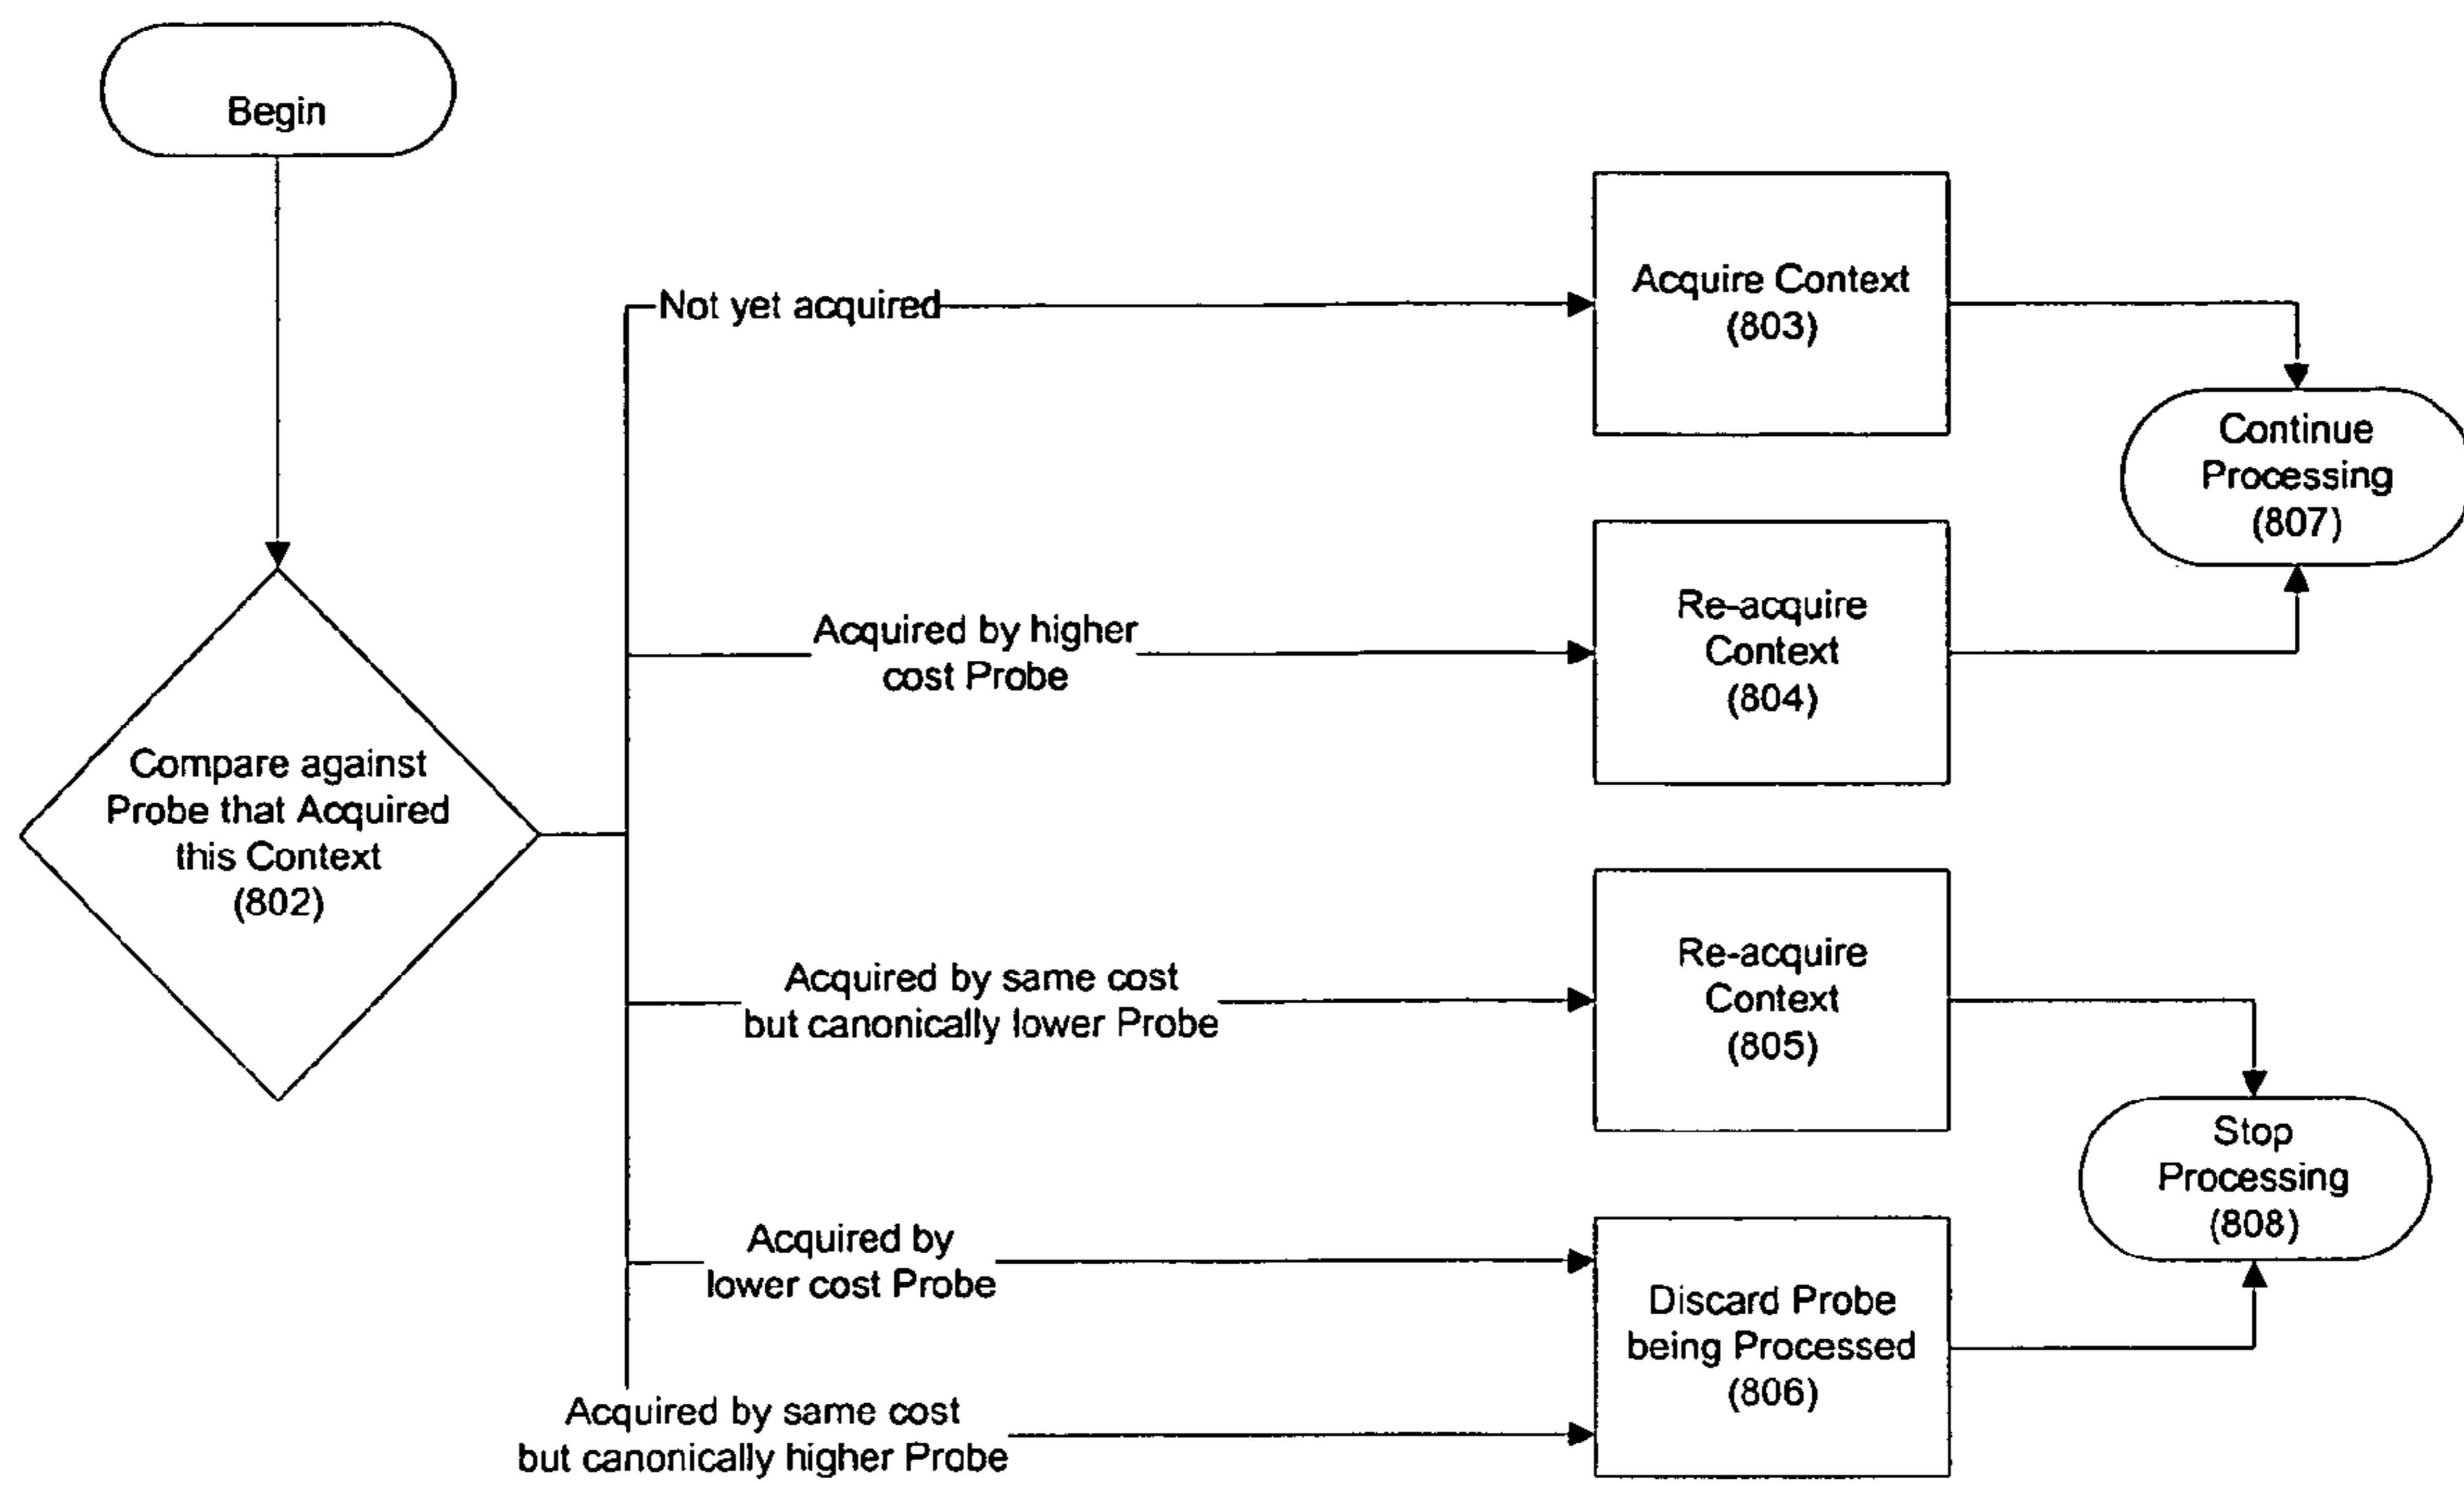 Begin
Compare against
Probe that Acquired
this Context
(802)
Not yet acquired
Acquire Context
(803)
Acquired by higher
cost Probe
Re-acquire
Context
(804)
Continue
Processing
(807)
Acquired by same cost
but canonically lower Probe
Re-acquire
Context
(805)
Acquired by
lower cost Probe
Acquired by same cost
but canonically higher Probe
Discard Probe
being Processed
(806)
Stop
Processing
(808)